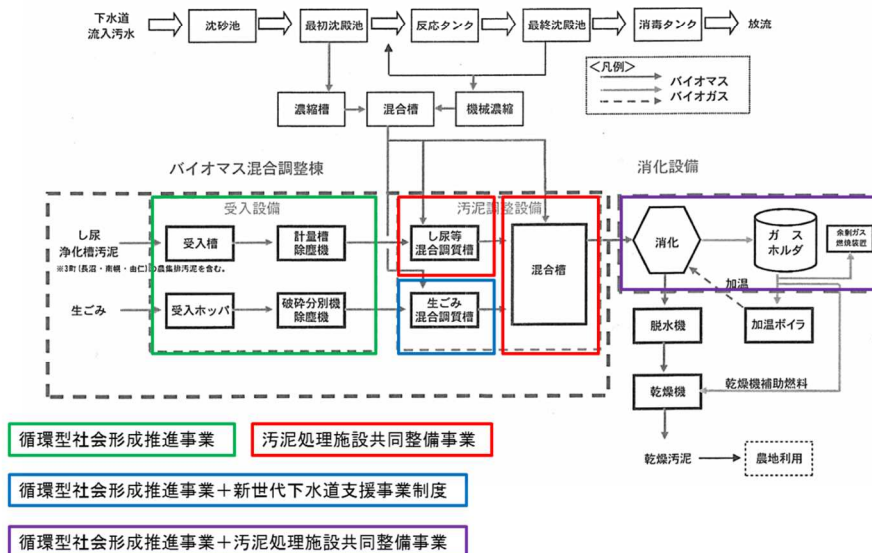 下水道
流入汚水
沈砂池
最初沈殿池
反応タンク
最終沈殿池
消毒タンク
放流
＜凡例＞
バイオマス
バイオガス
濃縮槽
混合槽
機械濃縮
バイオマス混合調整棟
消化設備
受入設備
汚泥調整設備
し尿
浄化槽汚泥
※3町(長沼・南幌・由仁)の農集排汚泥を含む。
受入槽
計量槽
除塵機
し尿等
混合調質槽
混合槽
消化
ガス
ホルダ
余剰ガス
燃焼装置
加温
生ごみ
受入ホッパ
破砕分別機
除塵機
生ごみ
混合調質槽
脱水機
加温ボイラ
乾燥機
乾燥機補助燃料
乾燥汚泥
農地利用
循環型社会形成推進事業
汚泥処理施設共同整備事業
循環型社会形成推進事業＋新世代下水道支援事業制度
循環型社会形成推進事業＋汚泥処理施設共同整備事業